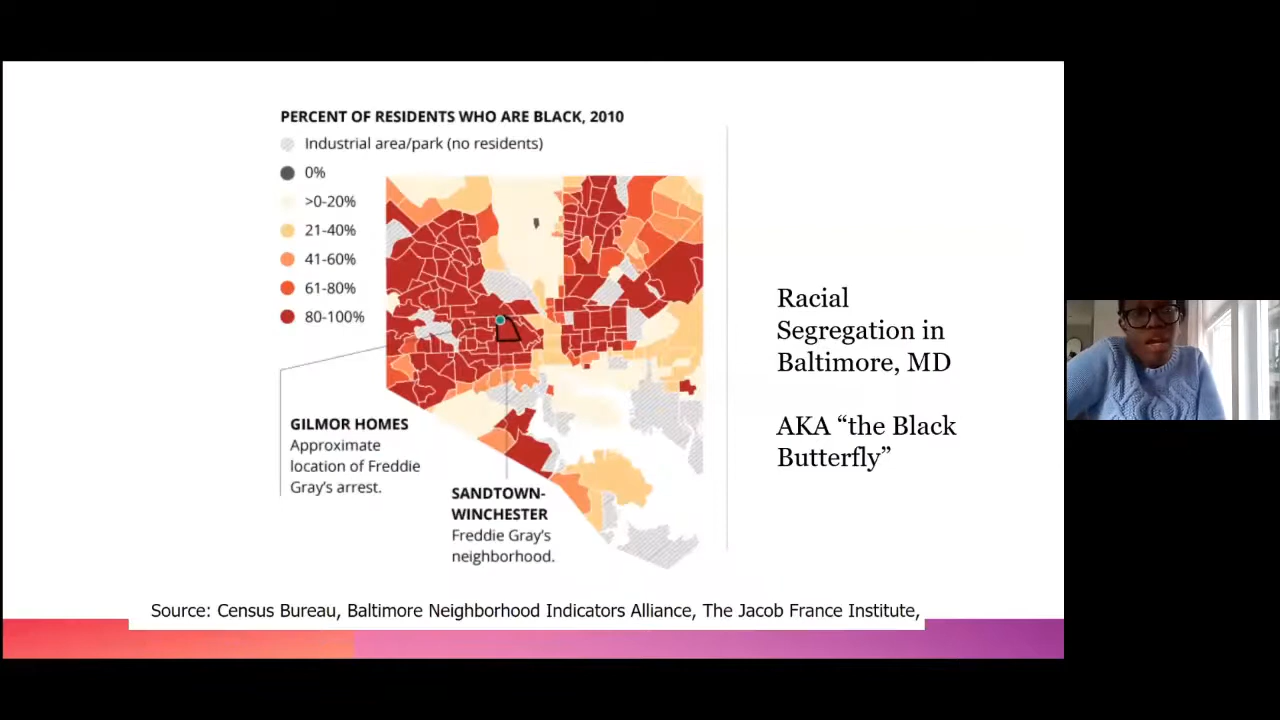 PERCENT OF RESIDENTS WHO ARE BLACK, 2010
Industrial area/park (no residents)
0%
>0-20%
21-40%
41-60%
61-80%
80-100%
GILMOR HOMES
Approximate
location of Freddie
Gray's arrest.
SANDTOWN-
WINCHESTER
Freddie Gray's
neighborhood.
Racial
Segregation in
Baltimore, MD
AKA “the Black
Butterfly”
Source: Census Bureau, Baltimore Neighborhood Indicators Alliance, The Jacob France Institute,